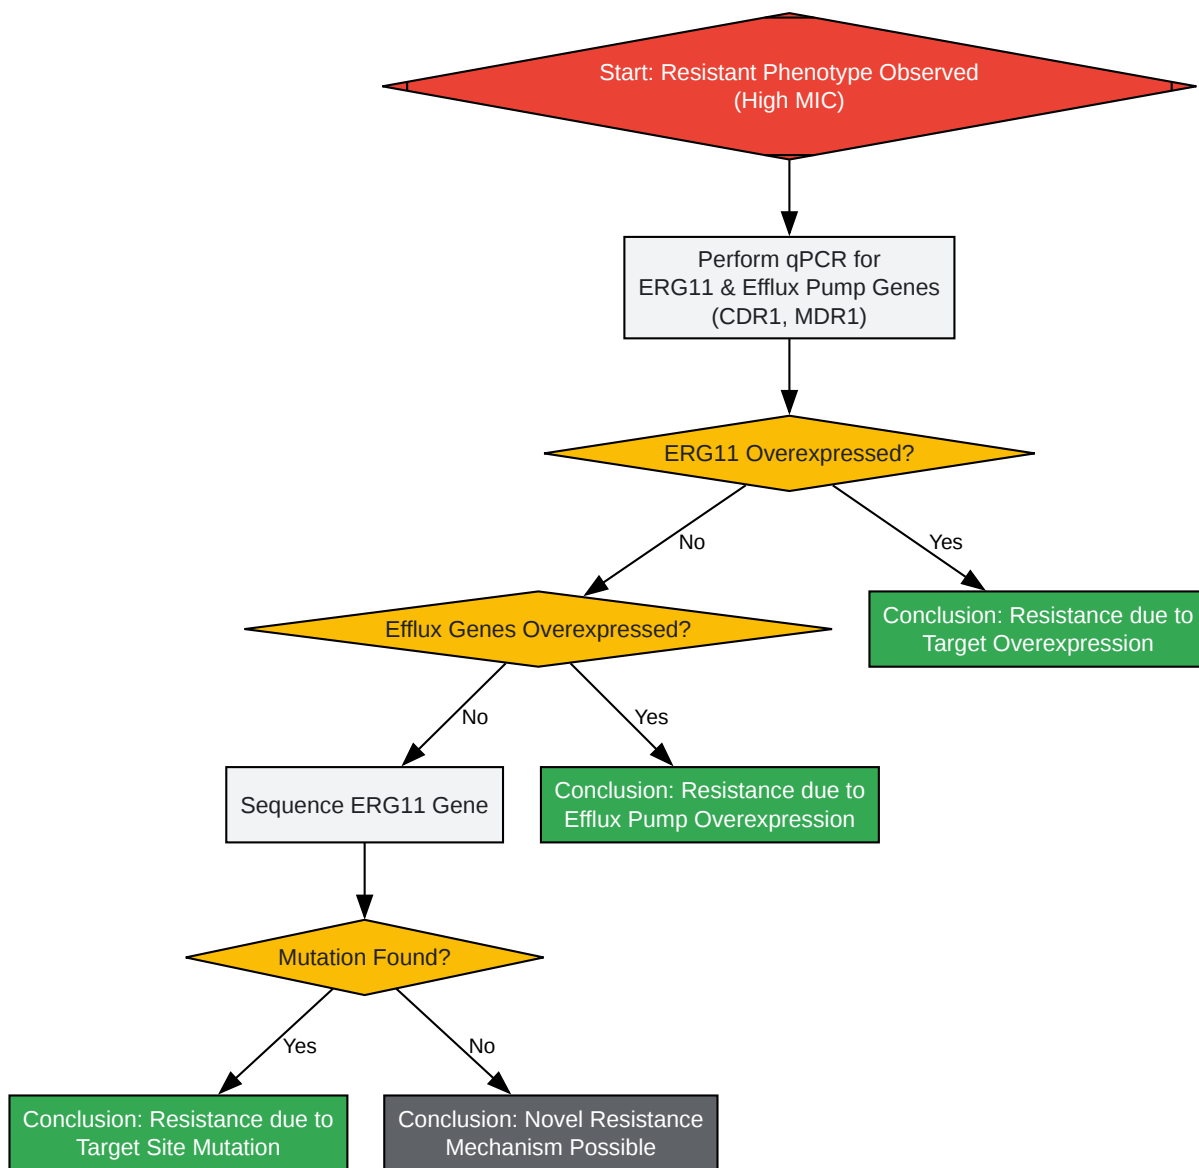 Start: Resistant Phenotype Observed
(High MIC)
Perform qPCR for
ERG11 & Efflux Pump Genes
(CDR1, MDR1)
ERG11 Overexpressed?
No
Yes
Efflux Genes Overexpressed?
Conclusion: Resistance due to
Target Overexpression
No
Yes
Sequence ERG11 Gene
Conclusion: Resistance due to
Efflux Pump Overexpression
Mutation Found?
Yes
No
Conclusion: Resistance due to
Target Site Mutation
Conclusion: Novel Resistance
Mechanism Possible